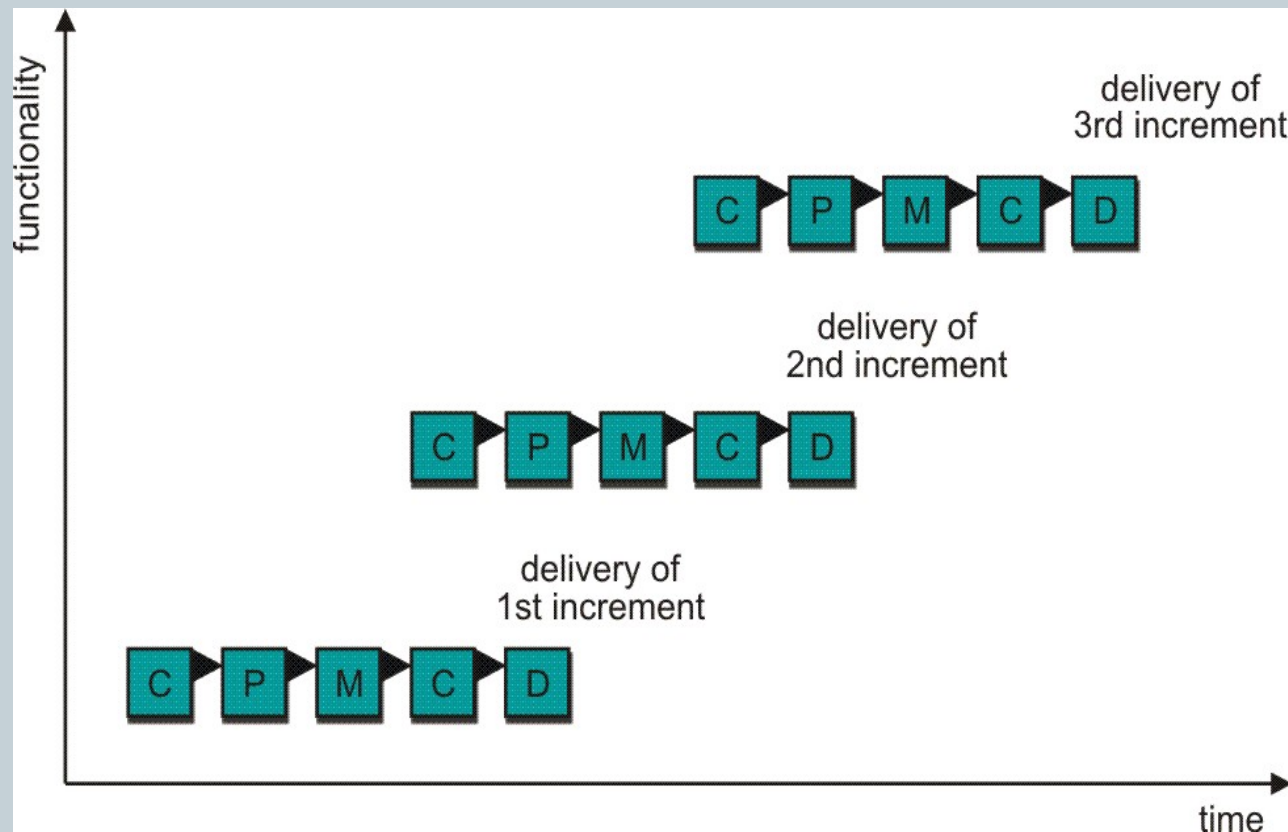 functionality
delivery of
3rd increment
C P M C D
delivery of
2nd increment
C P M C D
delivery of
1st increment
C P M C D
time